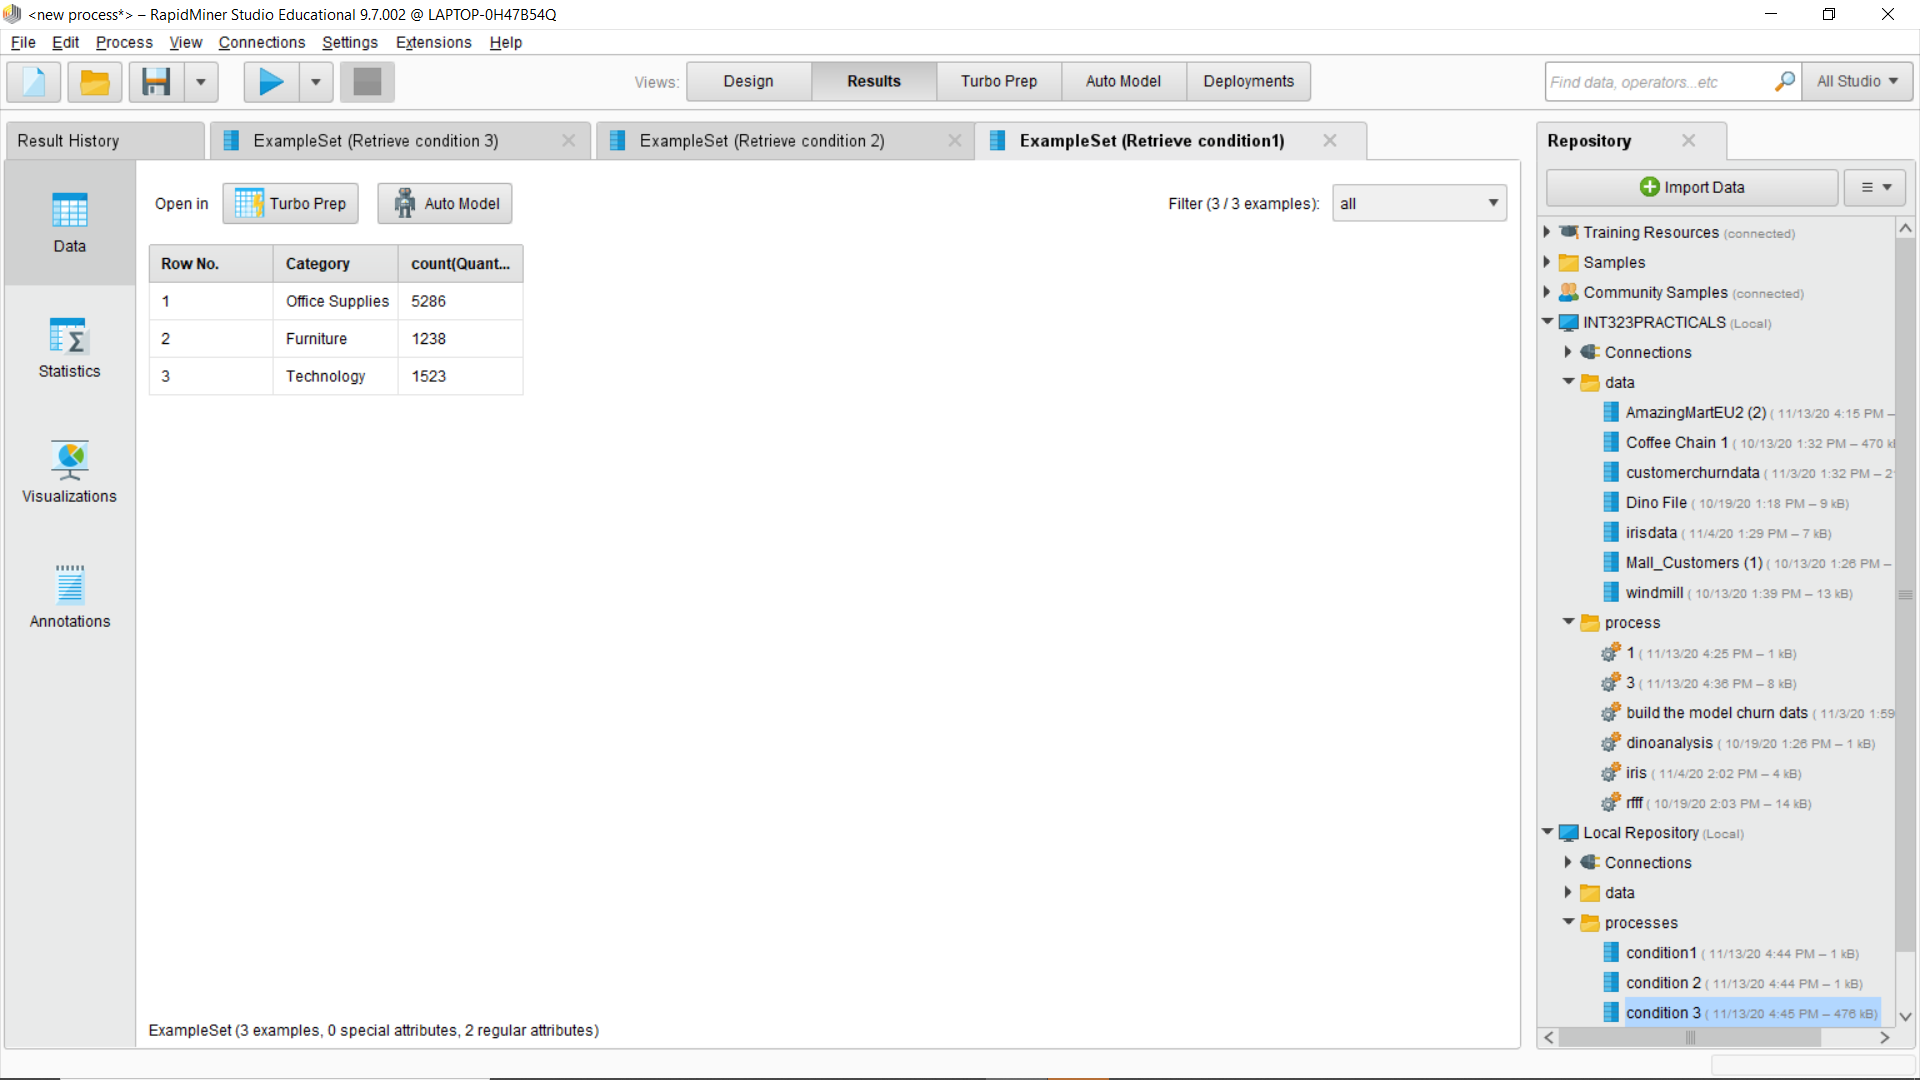 <new process*> – RapidMiner Studio Educational 9.7.002 @ LAPTOP-0H47B54Q
File Edit Process View Connections Settings Extensions Help
Views: Design Results Turbo Prep Auto Model Deployments
Find data, operators...etc
All Studio
Result History
ExampleSet (Retrieve condition 3)
ExampleSet (Retrieve condition 2)
ExampleSet (Retrieve condition1)
Data
Statistics
Visualizations
Annotations
Open in Turbo Prep Auto Model
Filter (3 / 3 examples): all
Row No. Category count(Quant...
1 Office Supplies 5286
2 Furniture 1238
3 Technology 1523
ExampleSet (3 examples, 0 special attributes, 2 regular attributes)
Repository
Import Data
Training Resources (connected)
Samples
Community Samples (connected)
INT323PRACTICALS (Local)
Connections
data
AmazingMartEU2 (2) ( 11/13/20 4:15 PM –
Coffee Chain 1 ( 10/13/20 1:32 PM – 470 k
customerchurndata ( 11/3/20 1:32 PM – 2
Dino File ( 10/19/20 1:18 PM – 9 kB)
irisdata ( 11/4/20 1:29 PM – 7 kB)
Mall_Customers (1) ( 10/13/20 1:26 PM –
windmill ( 10/13/20 1:39 PM – 13 kB)
process
1 ( 11/13/20 4:25 PM – 1 kB)
3 ( 11/13/20 4:36 PM – 8 kB)
build the model churn dats ( 11/3/20 1:59
dinoanalysis ( 10/19/20 1:26 PM – 1 kB)
iris ( 11/4/20 2:02 PM – 4 kB)
rfff ( 10/19/20 2:03 PM – 14 kB)
Local Repository (Local)
Connections
data
processes
condition1 ( 11/13/20 4:44 PM – 1 kB)
condition 2 ( 11/13/20 4:44 PM – 1 kB)
condition 3 ( 11/13/20 4:45 PM – 476 kB)